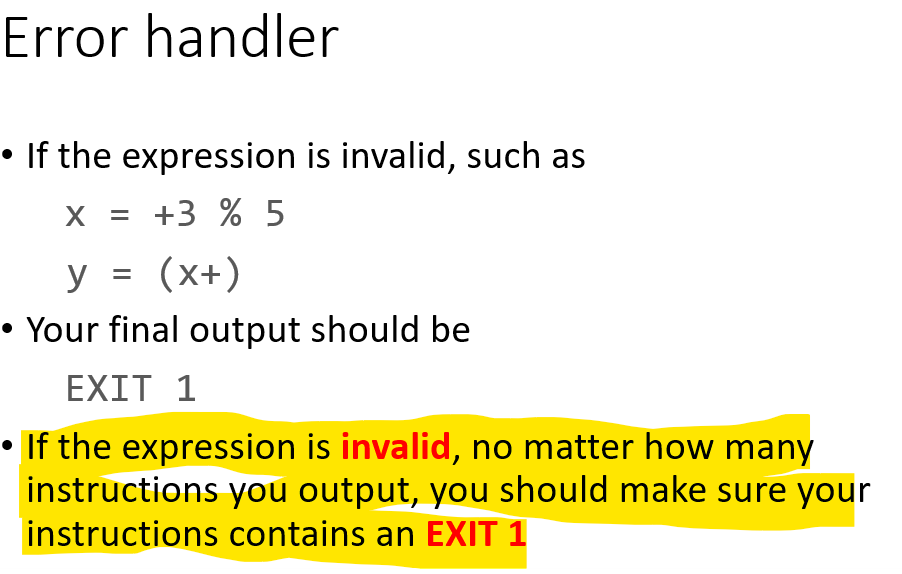 Error handler
• If the expression is invalid, such as
x = +3 % 5
y = (x+)
• Your final output should be
EXIT 1
• If the expression is invalid, no matter how many
instructions you output, you should make sure your
instructions contains an EXIT 1